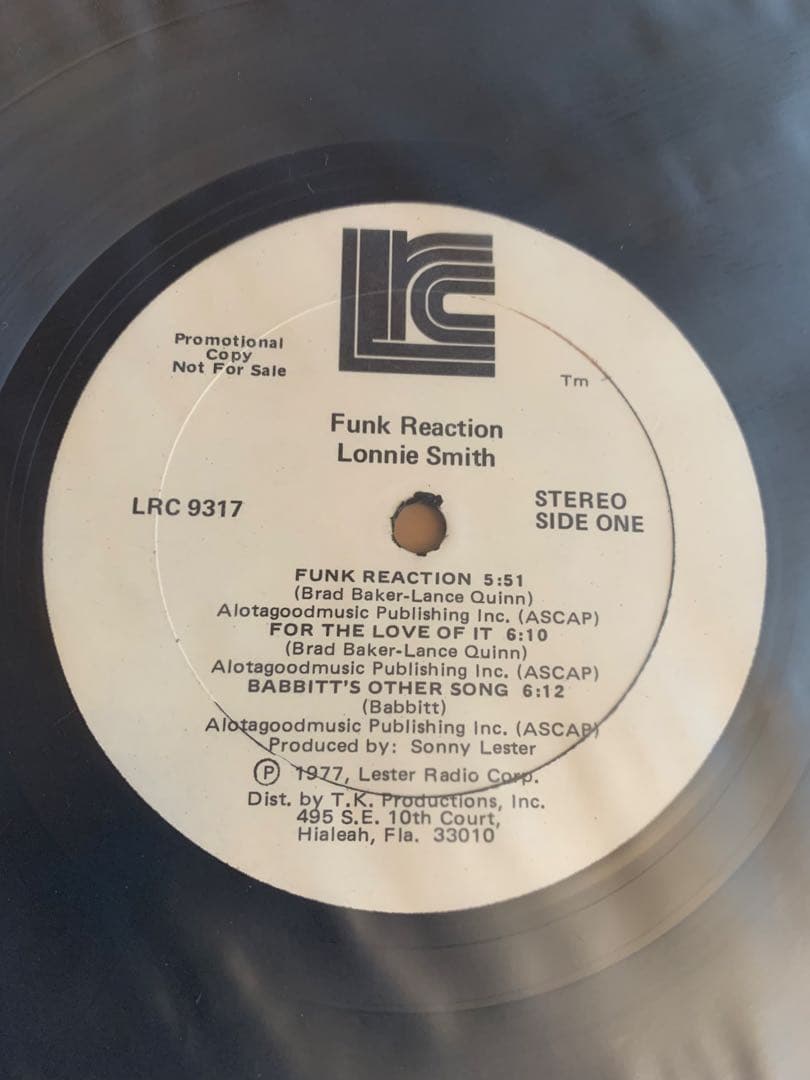 LRC
Promotional
Copy
Not For Sale
Tm
Funk Reaction
Lonnie Smith
LRC 9317
STEREO
SIDE ONE
FUNK REACTION 5:51
(Brad Baker-Lance Quinn)
Alotagoodmusic Publishing Inc. (ASCAP)
FOR THE LOVE OF IT 6:10
(Brad Baker-Lance Quinn)
Alotagoodmusic Publishing Inc. (ASCAP)
BABBITT'S OTHER SONG 6:12
(Babbitt)
Alotagoodmusic Publishing Inc. (ASCAP)
Produced by: Sonny Lester
Ⓟ 1977, Lester Radio Corp.
Dist. by T.K. Productions, Inc.
495 S.E. 10th Court,
Hialeah, Fla. 33010